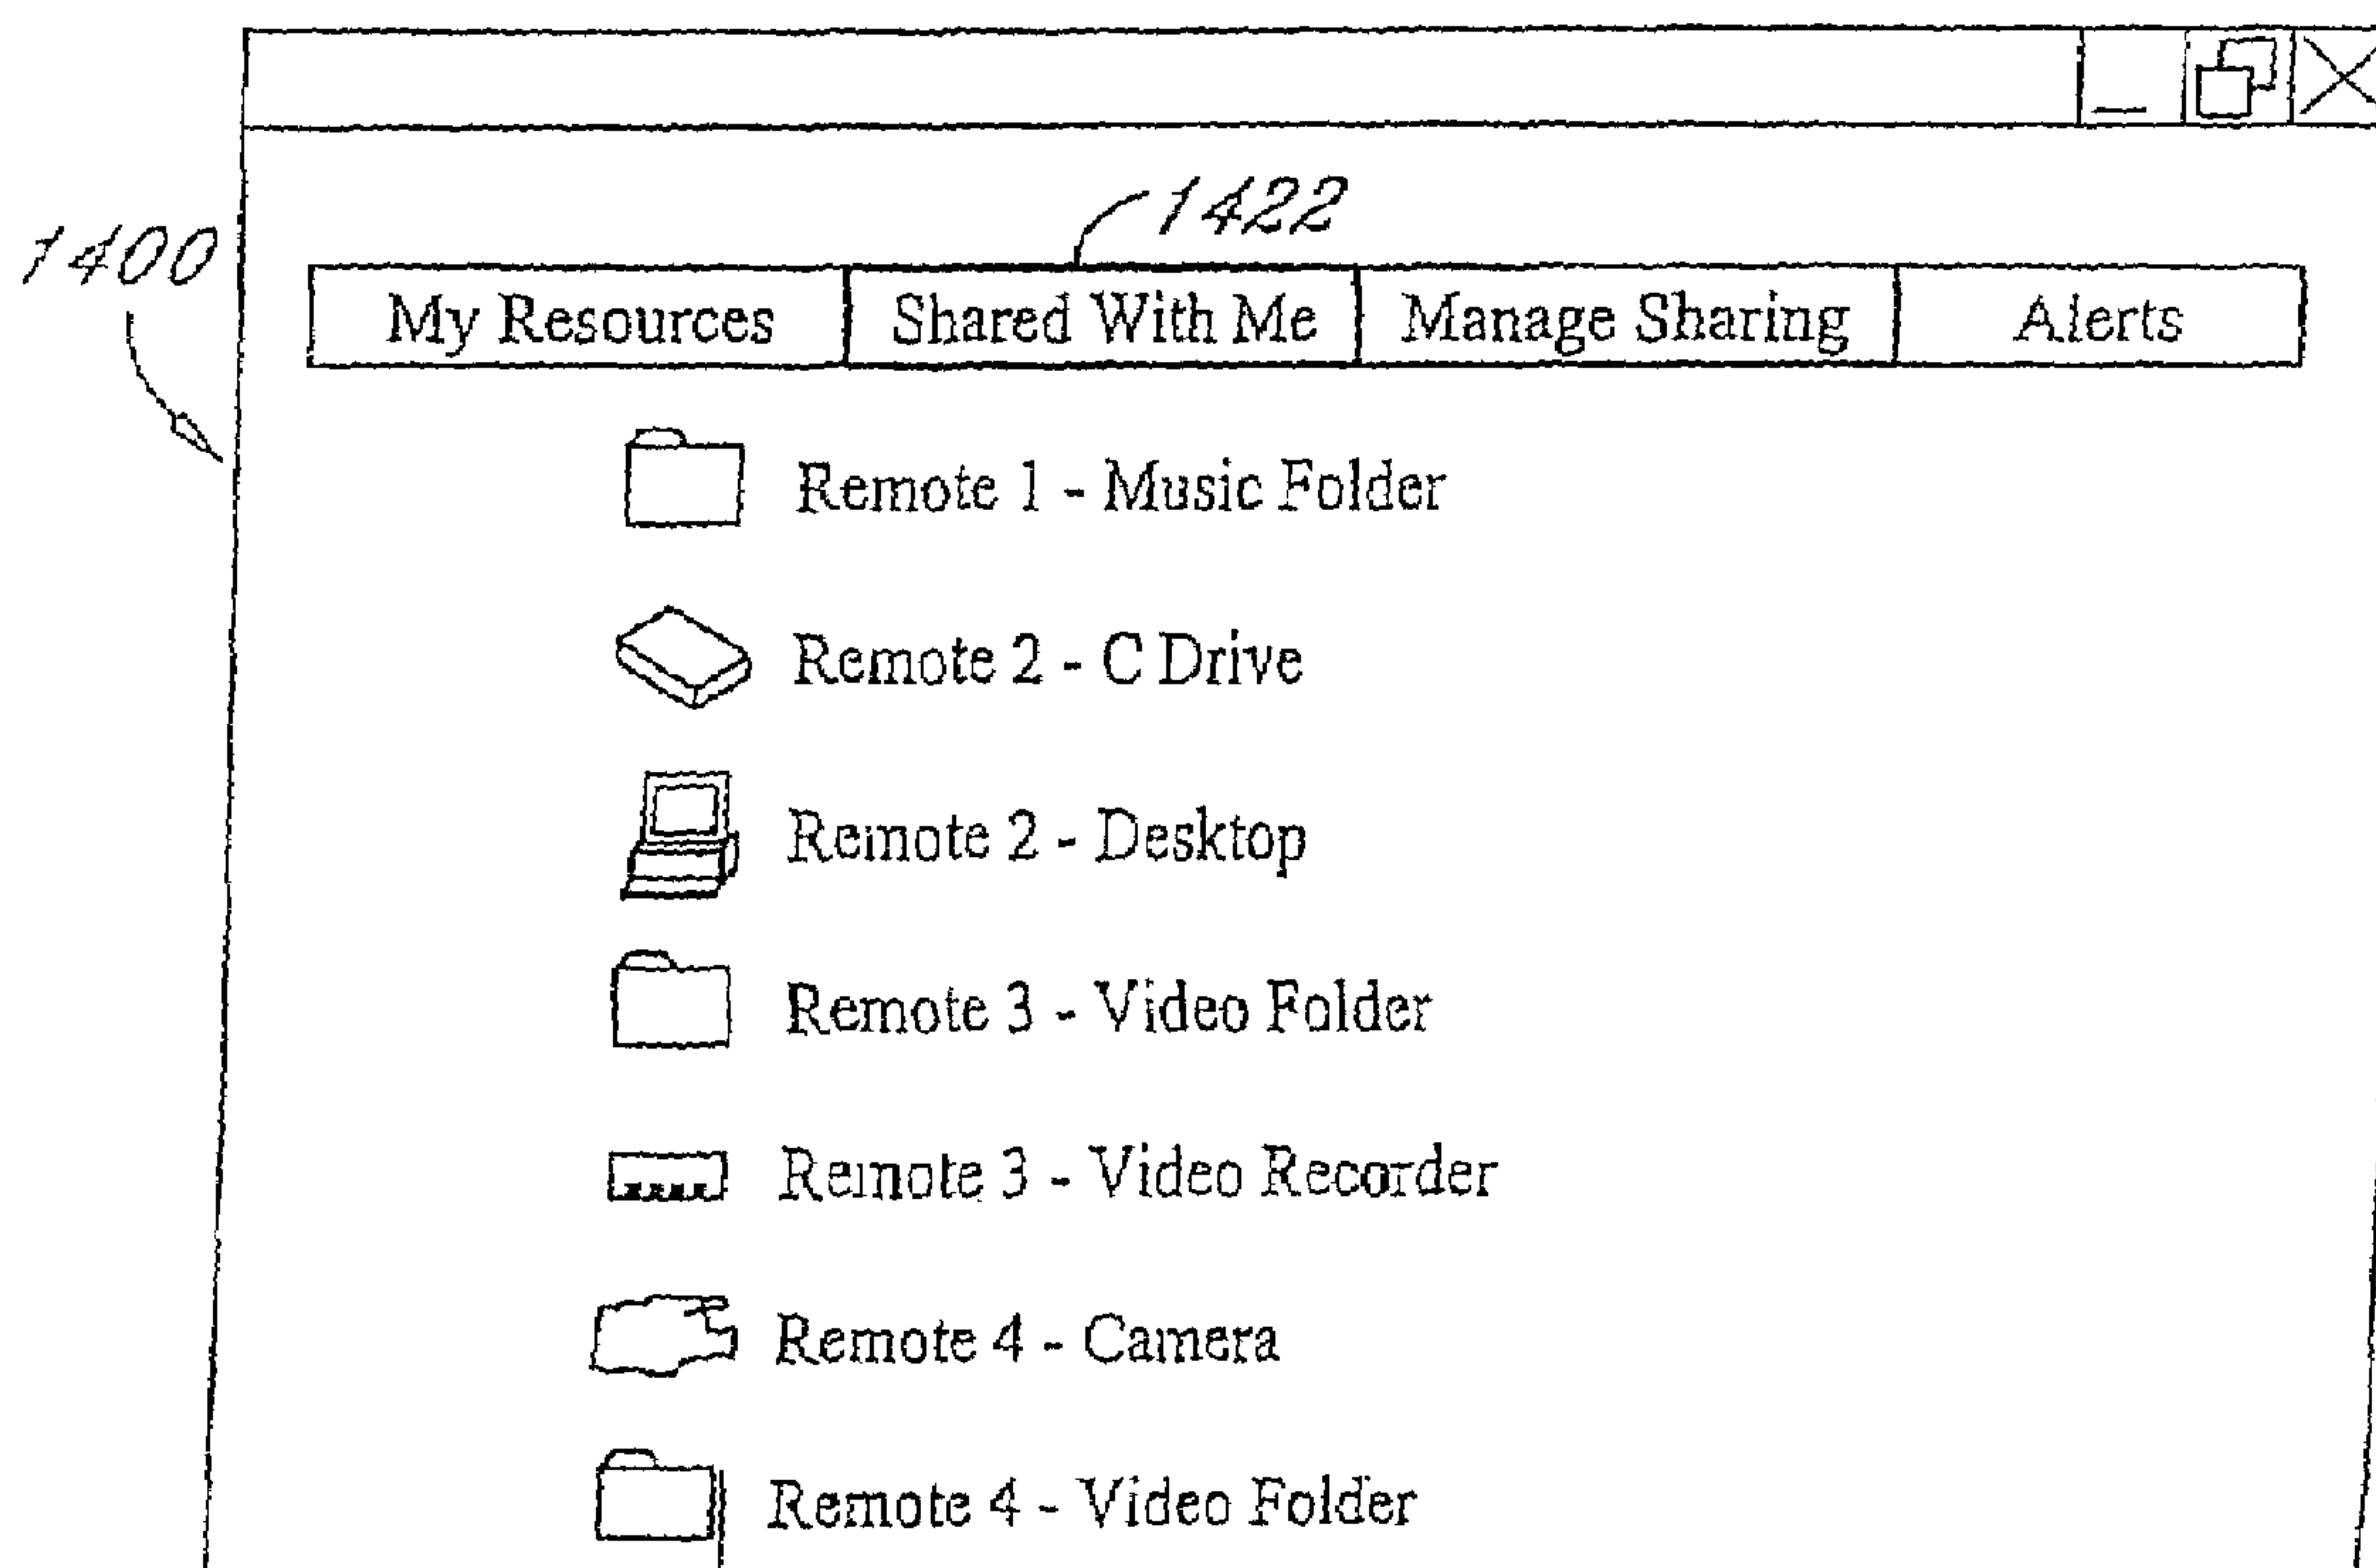 1422
1400
My Resources Shared With Me Manage Sharing Alerts
Remote 1 - Music Folder
Remote 2 - C Drive
Remote 2 - Desktop
Remote 3 - Video Folder
Remote 3 - Video Recorder
Remote 4 - Camera
Remote 4 - Video Folder